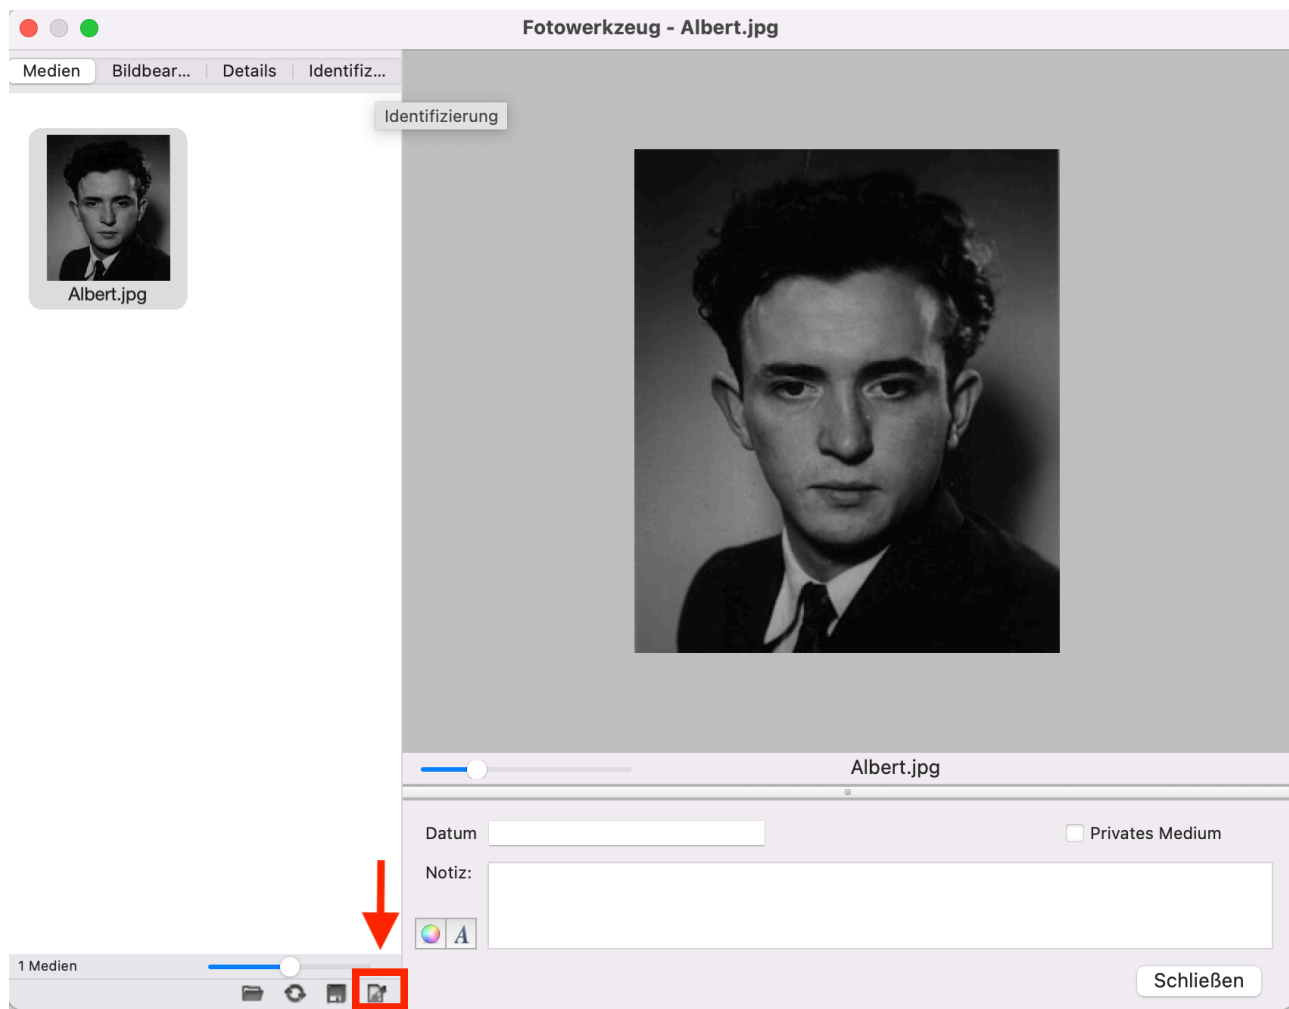 Fotowerkzeug - Albert.jpg
Medien Bildbear... Details Identifiz...
Identifizierung
Albert.jpg
Albert.jpg
Datum
Privates Medium
Notiz:
A
1 Medien
Schließen